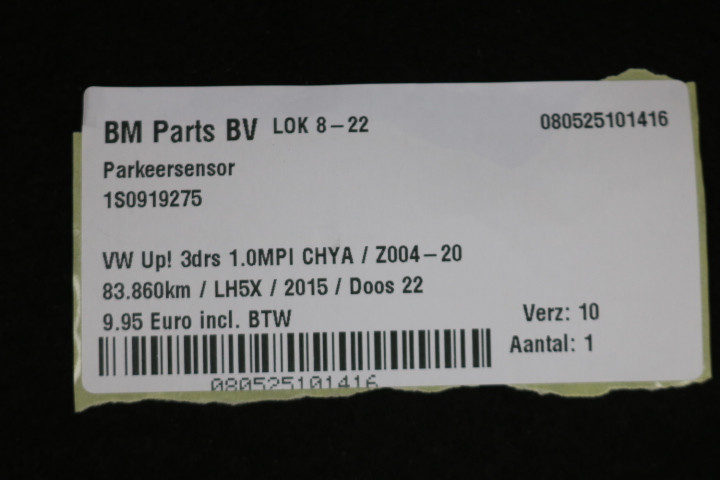 BM Parts BV LOK 8-22 080525101416
Parkeersensor
1S0919275
VW Up! 3drs 1.0MPI CHYA / Z004-20
83.860km / LH5X / 2015 / Doos 22
9.95 Euro incl. BTW Verz: 10
Aantal: 1
080525101416